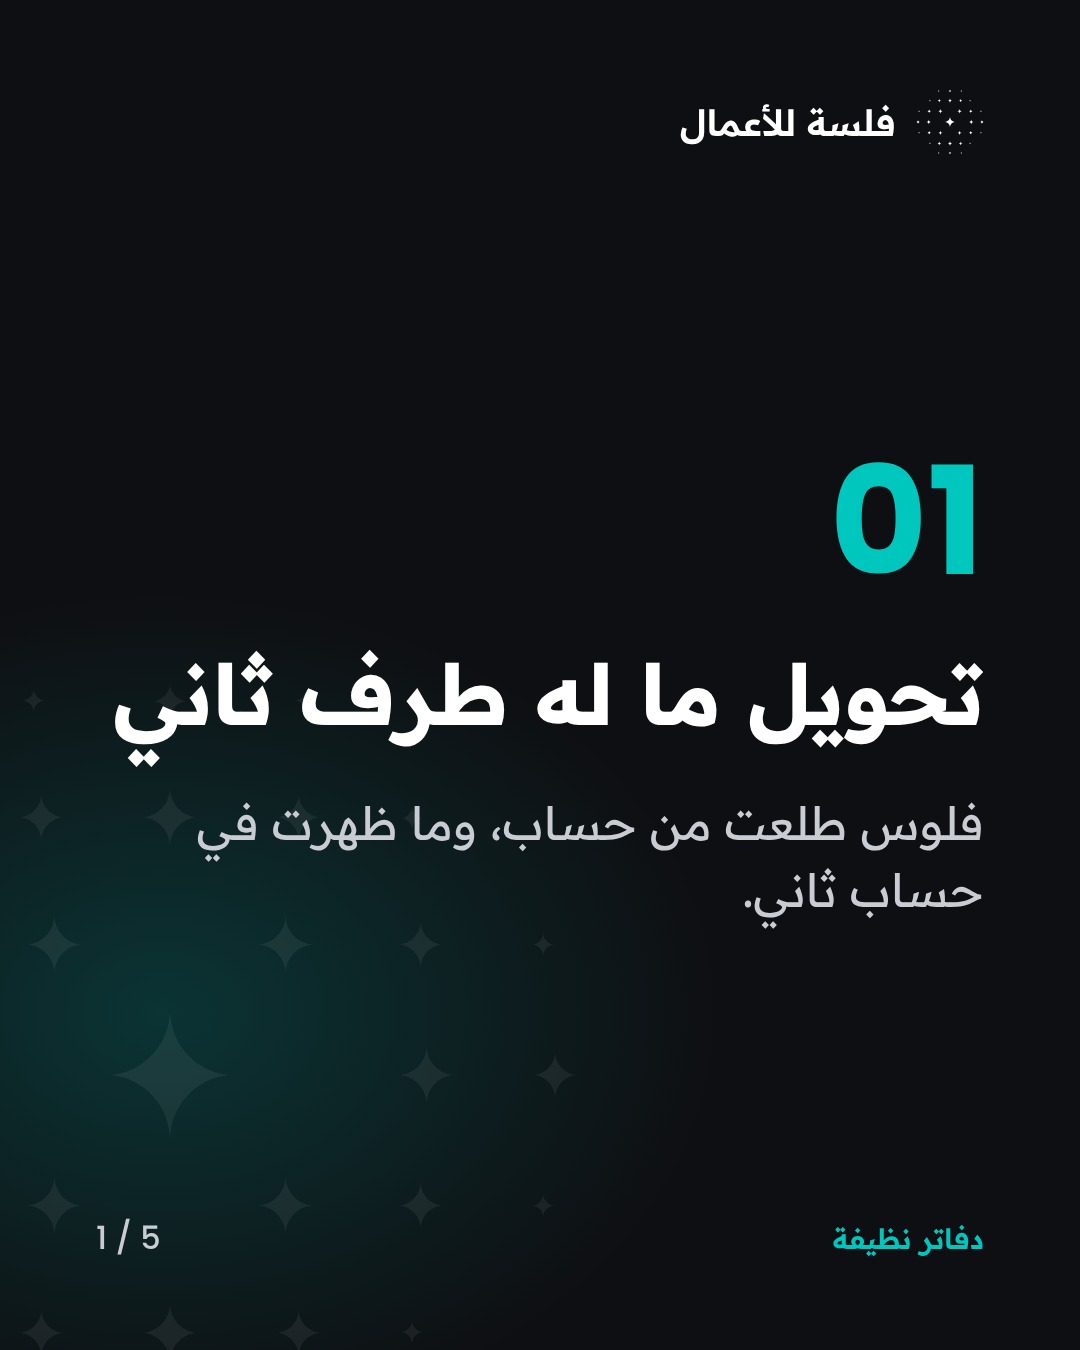 فلسة للأعمال
01
تحويل ما له طرف ثاني
فلوس طلعت من حساب، وما ظهرت في
حساب ثاني.
دفاتر نظيفة
1 / 5